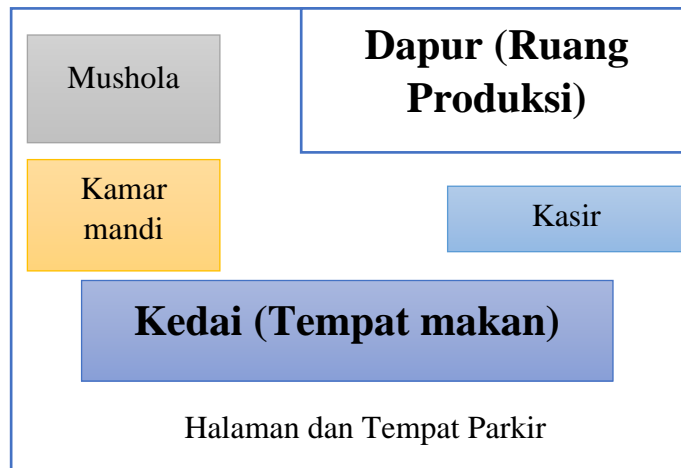 Mushola
Dapur (Ruang
Produksi)
Kamar
mandi
Kasir
Kedai (Tempat makan)
Halaman dan Tempat Parkir